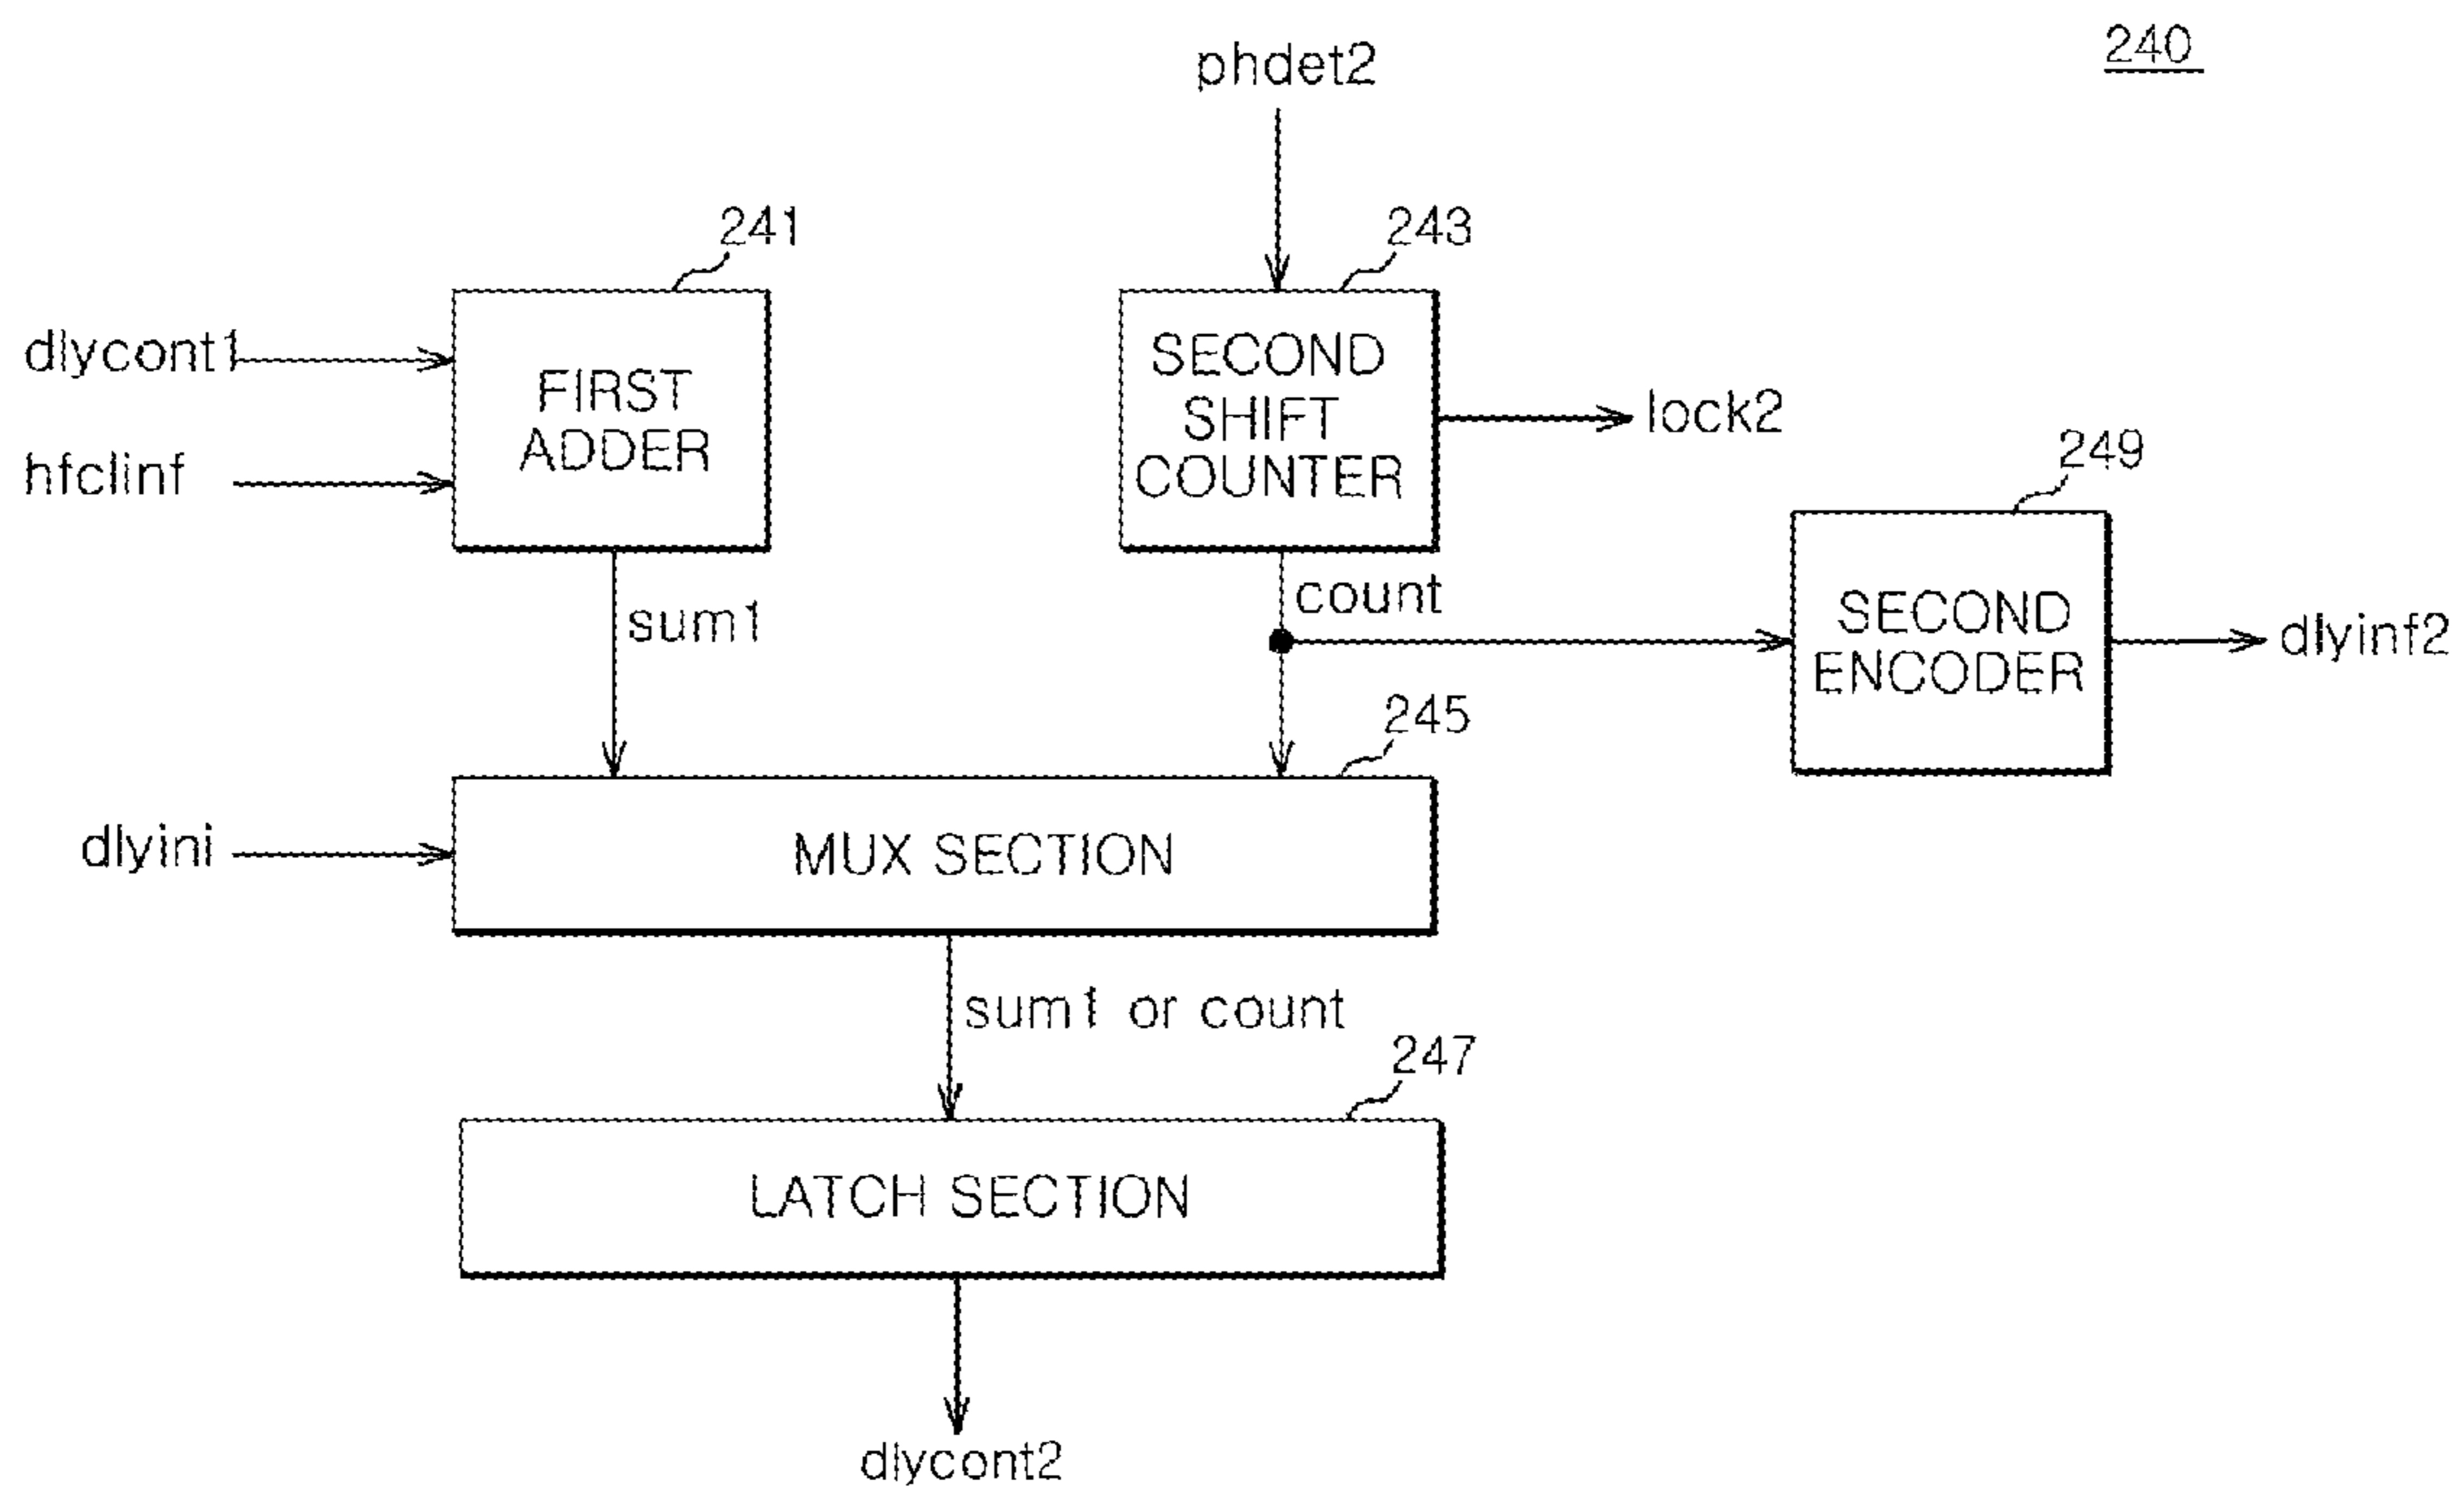 240
phdet2
241
243
dlycont1
FIRST
ADDER
hfclinf
SECOND
SHIFT
COUNTER
lock2
249
sum1
count
SECOND
ENCODER
dlyinf2
245
dlyini
MUX SECTION
sum1 or count
247
LATCH SECTION
dlycont2